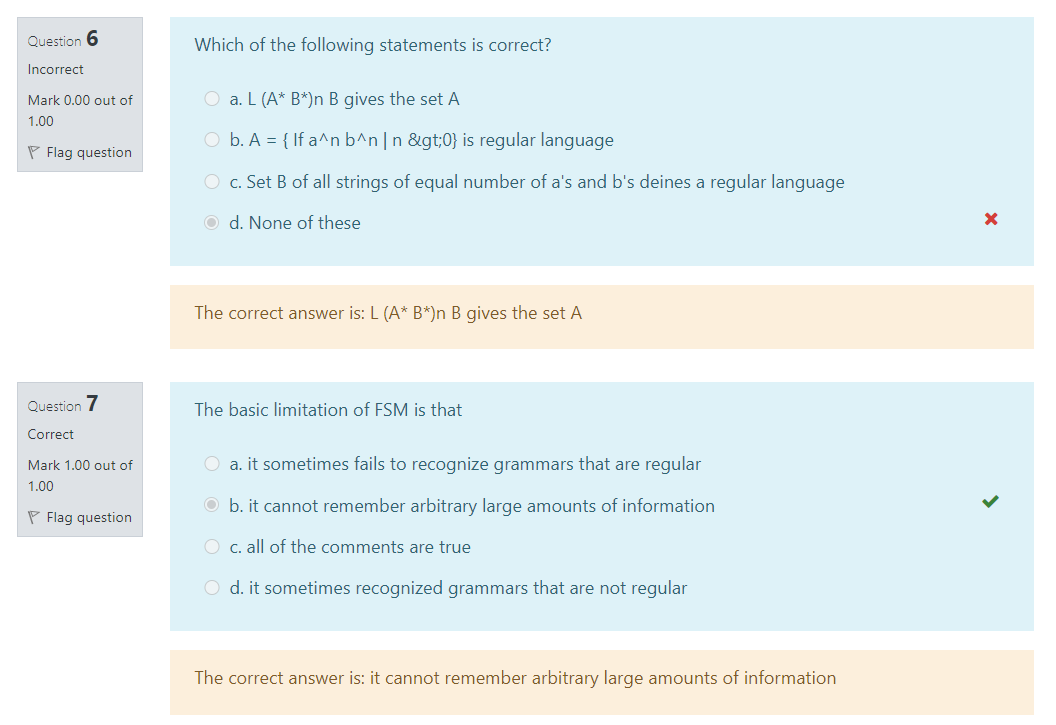 Question 6
Incorrect
Mark 0.00 out of
1.00
Flag question
Which of the following statements is correct?
a. L (A* B*)n B gives the set A
b. A = { If a^n b^n | n &gt;0} is regular language
c. Set B of all strings of equal number of a's and b's deines a regular language
d. None of these
The correct answer is: L (A* B*)n B gives the set A
Question 7
Correct
Mark 1.00 out of
1.00
Flag question
The basic limitation of FSM is that
a. it sometimes fails to recognize grammars that are regular
b. it cannot remember arbitrary large amounts of information
c. all of the comments are true
d. it sometimes recognized grammars that are not regular
The correct answer is: it cannot remember arbitrary large amounts of information